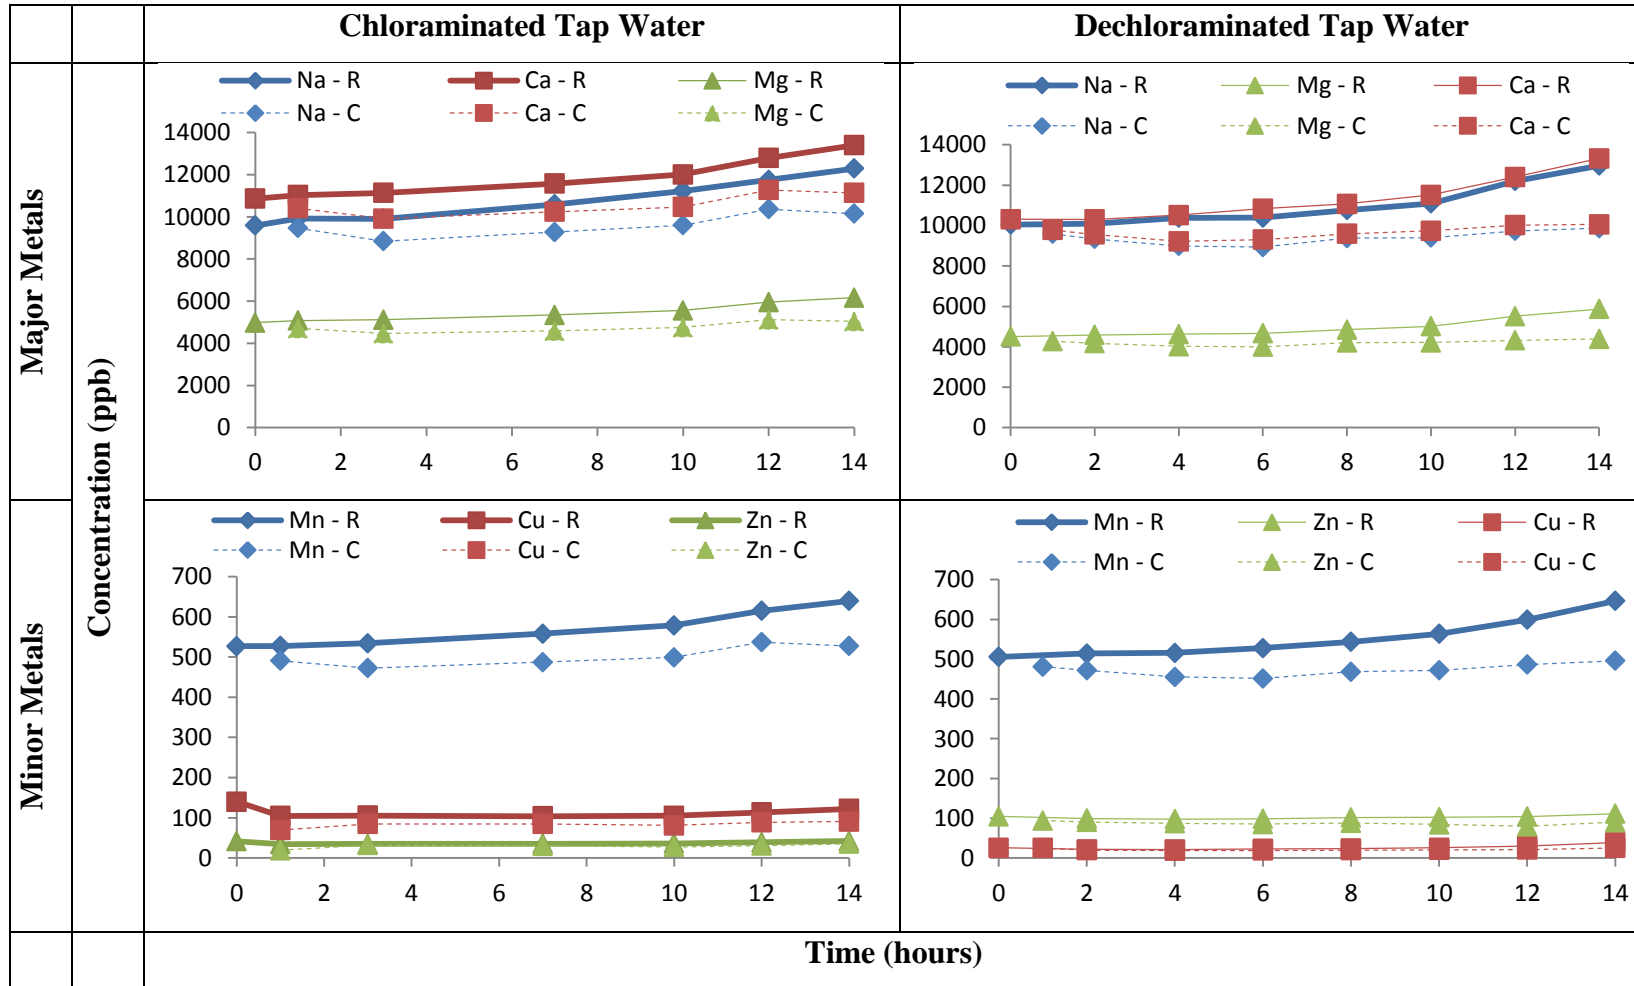 Chloraminated Tap Water
Dechloraminated Tap Water
Major Metals
Concentration (ppb)
Na - R Ca - R Mg - R
Na - C Ca - C Mg - C
14000
12000
10000
8000
6000
4000
2000
0
0 2 4 6 8 10 12 14
Na - R Mg - R Ca - R
Na - C Mg - C Ca - C
14000
12000
10000
8000
6000
4000
2000
0
0 2 4 6 8 10 12 14
Minor Metals
Mn - R Cu - R Zn - R
Mn - C Cu - C Zn - C
700
600
500
400
300
200
100
0
0 2 4 6 8 10 12 14
Mn - R Zn - R Cu - R
Mn - C Zn - C Cu - C
700
600
500
400
300
200
100
0
0 2 4 6 8 10 12 14
Time (hours)